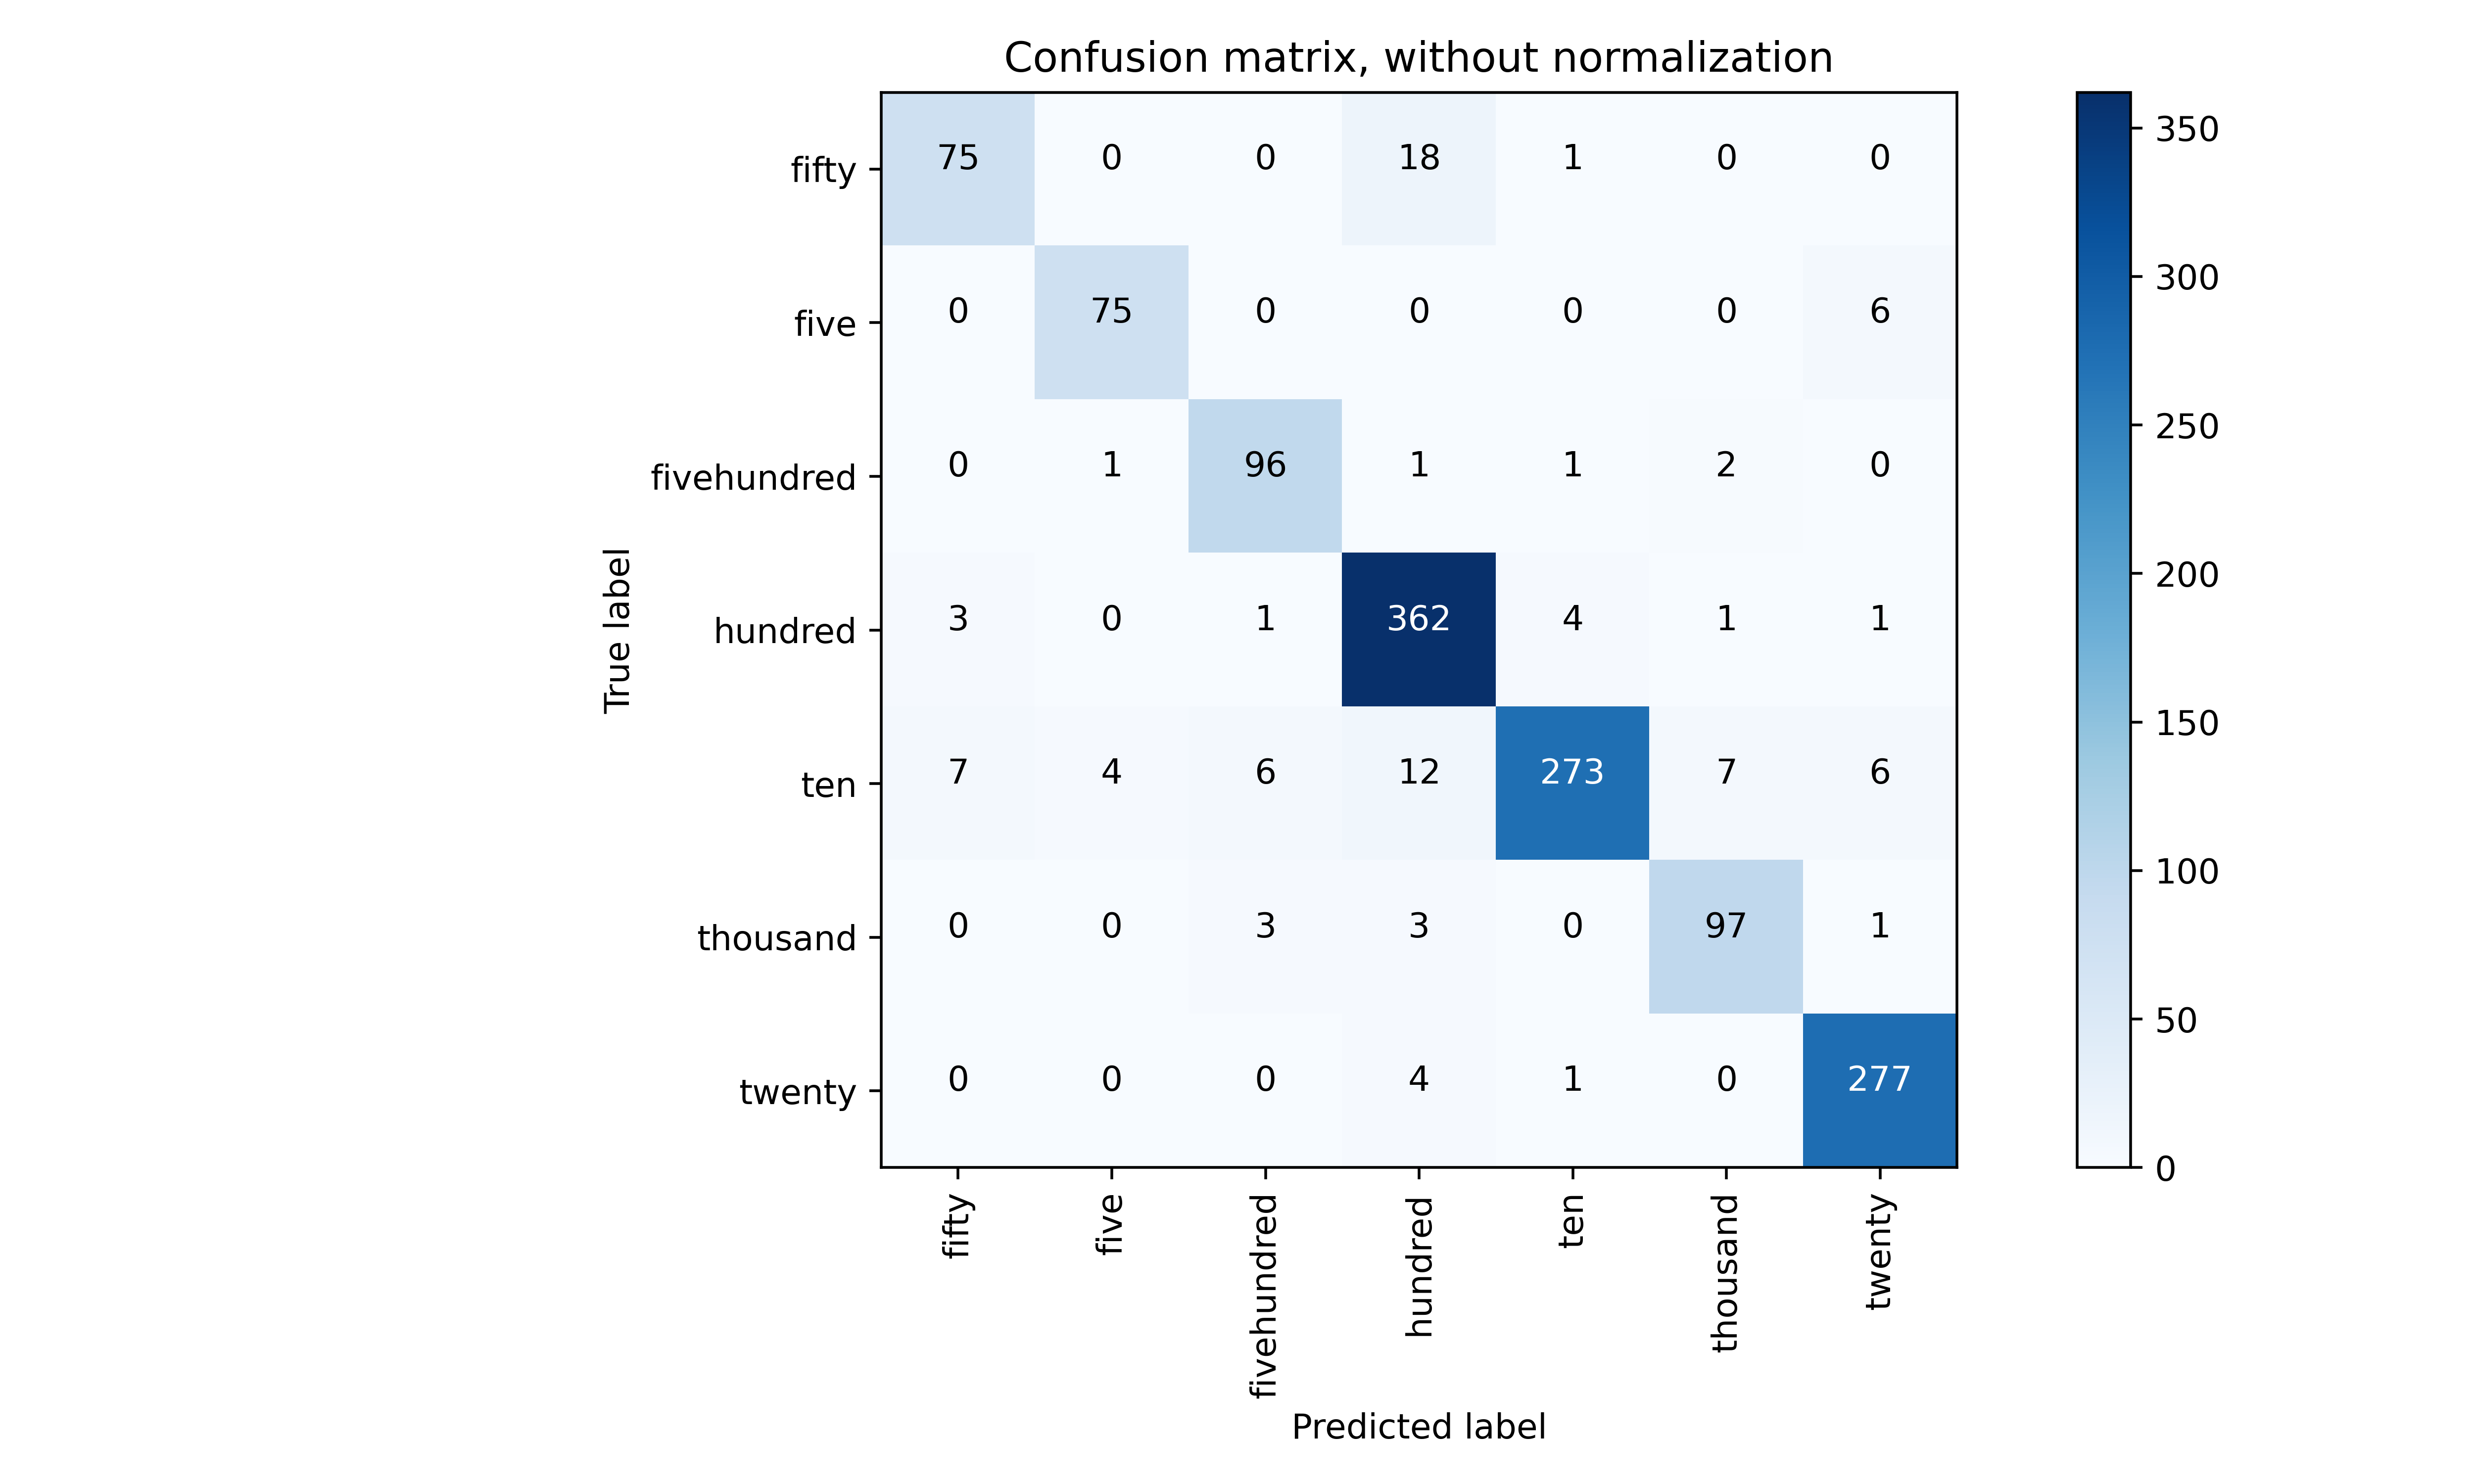 Confusion matrix, without normalization
fifty 75 0 0 18 1 0 0
five 0 75 0 0 0 0 6
fivehundred 0 1 96 1 1 2 0
hundred 3 0 1 362 4 1 1
ten 7 4 6 12 273 7 6
thousand 0 0 3 3 0 97 1
twenty 0 0 0 4 1 0 277
True label
fifty five fivehundred hundred ten thousand twenty
Predicted label
350
300
250
200
150
100
50
0